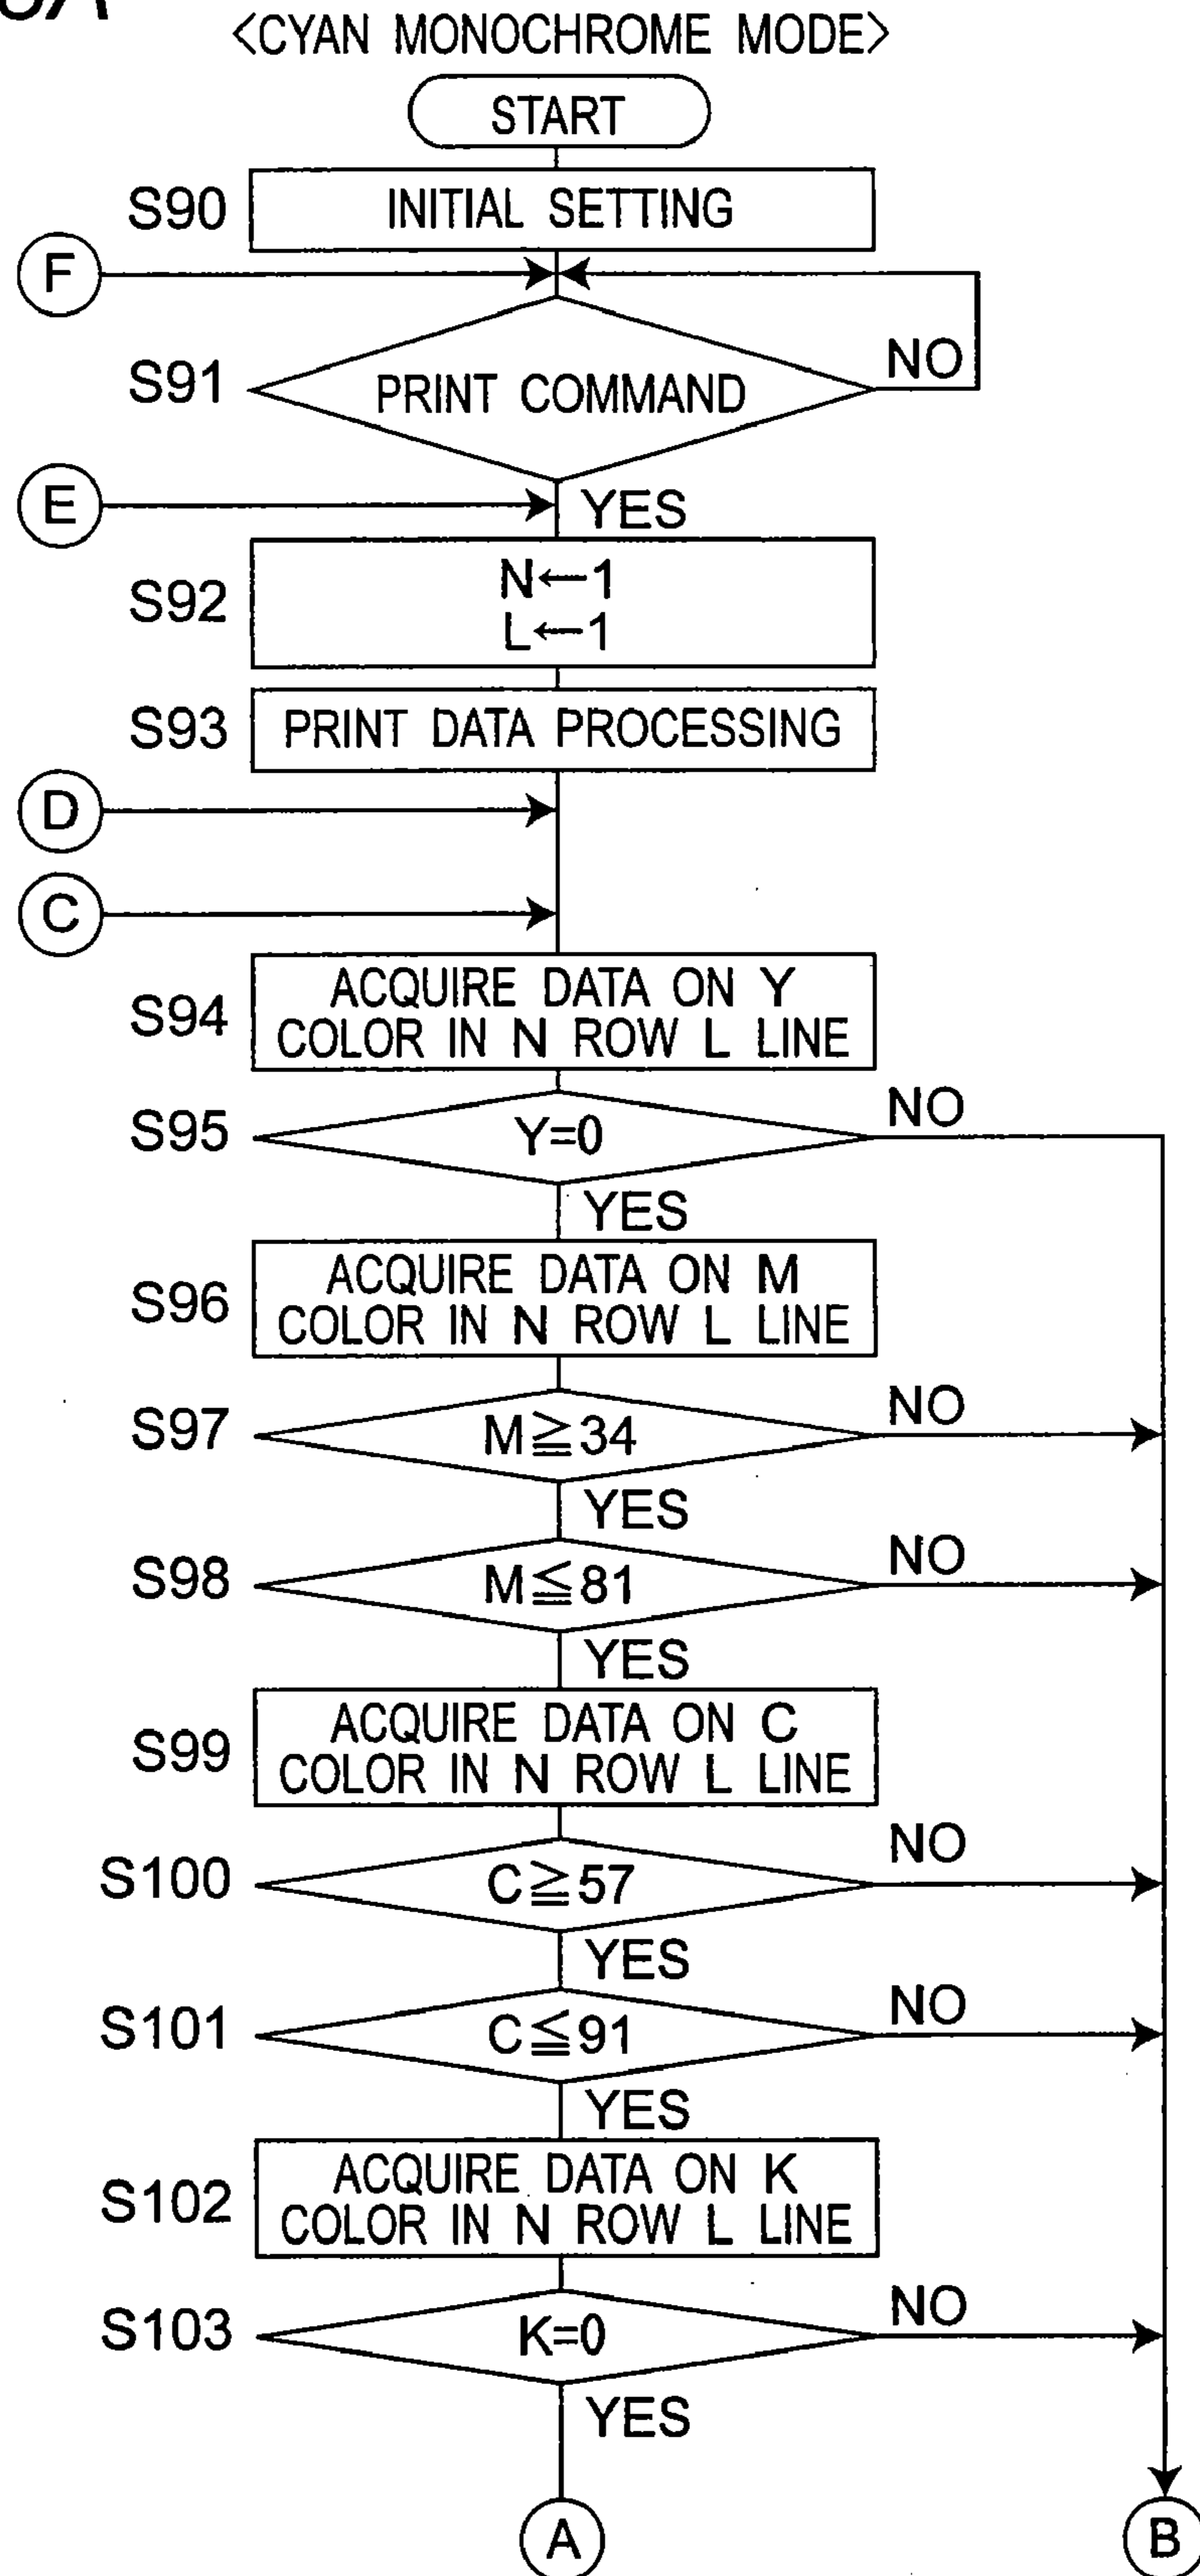 <CYAN MONOCHROME MODE>
START
S90 INITIAL SETTING
F
S91 PRINT COMMAND NO
E YES
S92 N←1
L←1
S93 PRINT DATA PROCESSING
D
C
S94 ACQUIRE DATA ON Y
COLOR IN N ROW L LINE
S95 Y=0 NO
YES
S96 ACQUIRE DATA ON M
COLOR IN N ROW L LINE
S97 M≧34 NO
YES
S98 M≦81 NO
YES
S99 ACQUIRE DATA ON C
COLOR IN N ROW L LINE
S100 C≧57 NO
YES
S101 C≦91 NO
YES
S102 ACQUIRE DATA ON K
COLOR IN N ROW L LINE
S103 K=0 NO
YES
A B